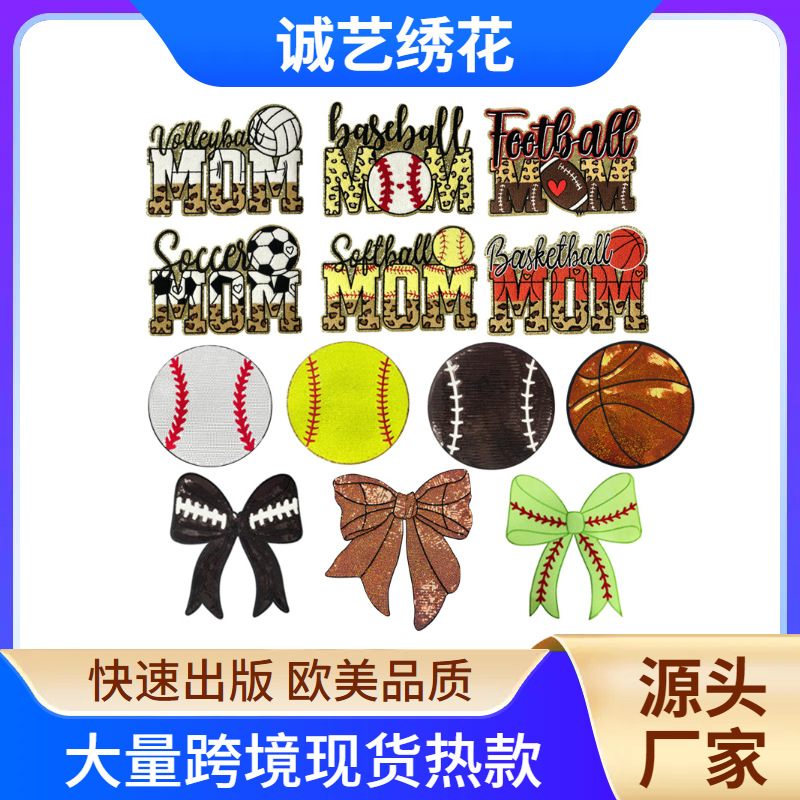 诚艺绣花
Volleyball
MOM
baseball
MOM
Football
MOM
Soccer
MOM
Softball
MOM
Basketball
MOM
快速出版 欧美品质
源头
厂家
大量跨境现货热款